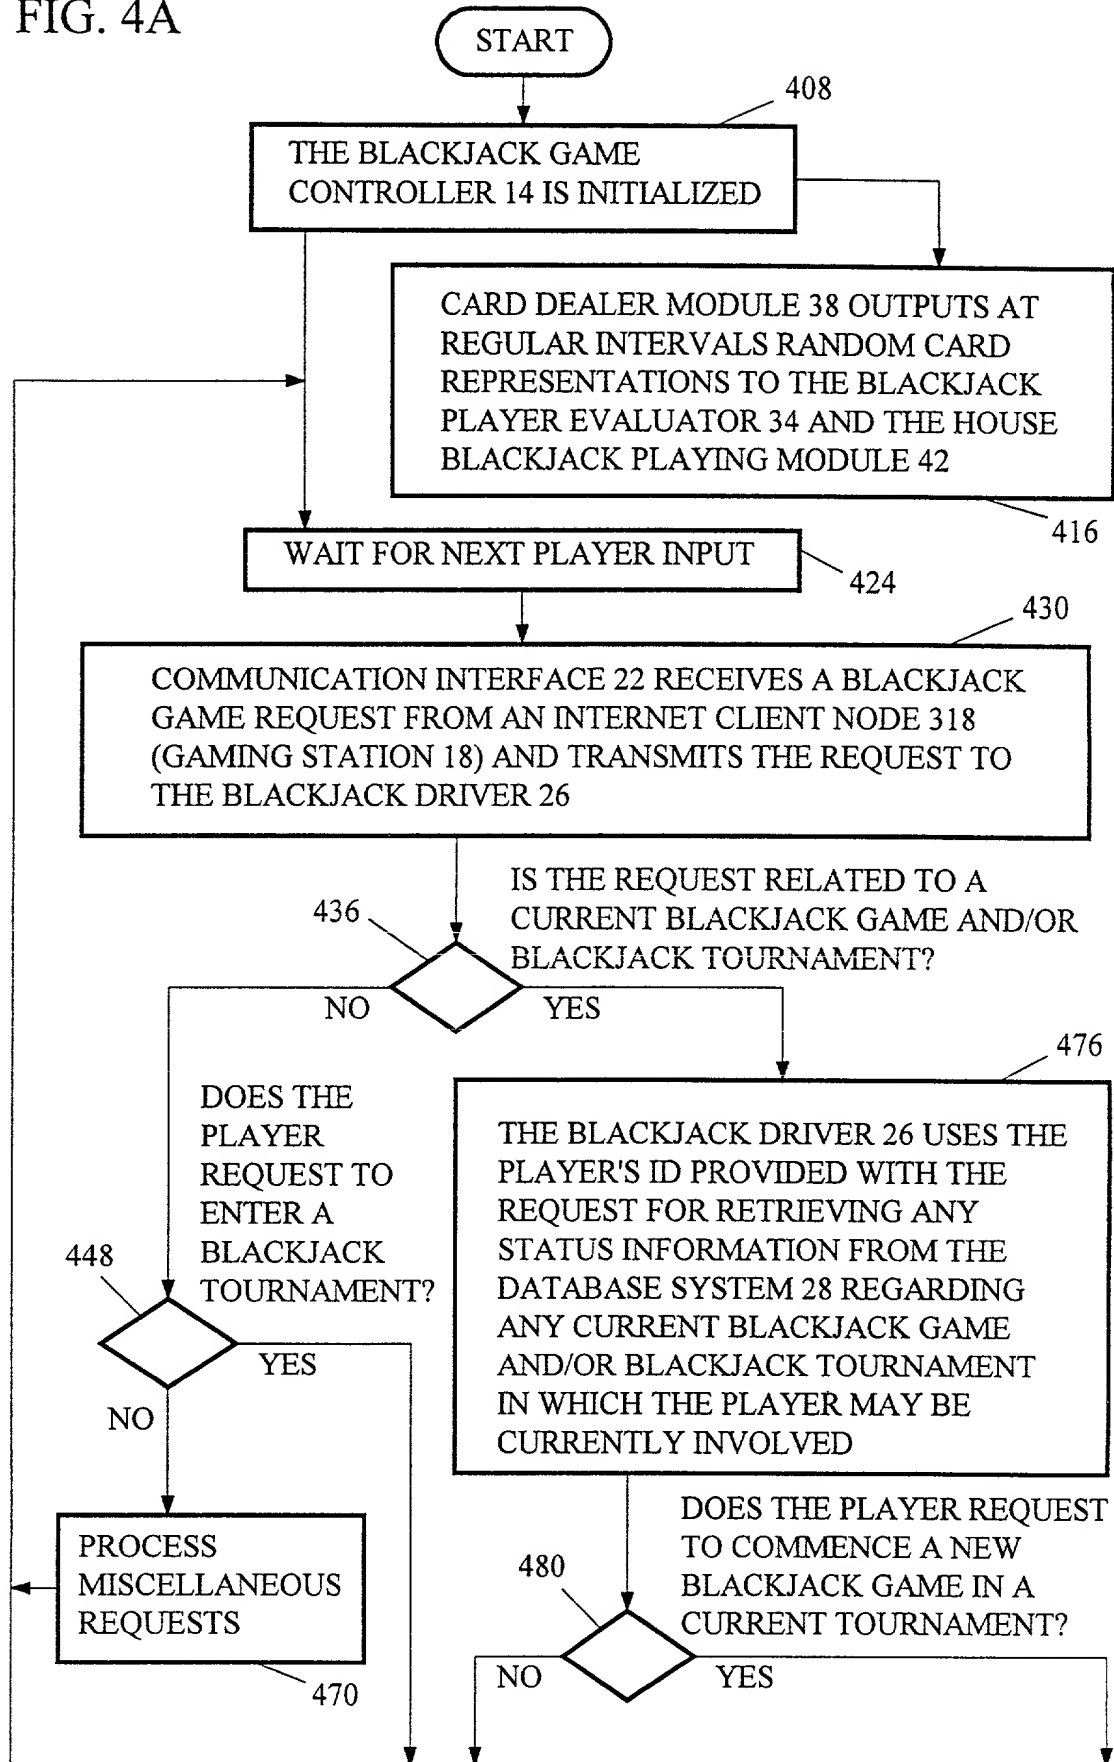 FIG. 4A
START
408
THE BLACKJACK GAME
CONTROLLER 14 IS INITIALIZED
CARD DEALER MODULE 38 OUTPUTS AT
REGULAR INTERVALS RANDOM CARD
REPRESENTATIONS TO THE BLACKJACK
PLAYER EVALUATOR 34 AND THE HOUSE
BLACKJACK PLAYING MODULE 42
416
WAIT FOR NEXT PLAYER INPUT
424
430
COMMUNICATION INTERFACE 22 RECEIVES A BLACKJACK
GAME REQUEST FROM AN INTERNET CLIENT NODE 318
(GAMING STATION 18) AND TRANSMITS THE REQUEST TO
THE BLACKJACK DRIVER 26
IS THE REQUEST RELATED TO A
CURRENT BLACKJACK GAME AND/OR
BLACKJACK TOURNAMENT?
436
NO
YES
476
DOES THE
PLAYER
REQUEST TO
ENTER A
BLACKJACK
TOURNAMENT?
448
YES
NO
THE BLACKJACK DRIVER 26 USES THE
PLAYER'S ID PROVIDED WITH THE
REQUEST FOR RETRIEVING ANY
STATUS INFORMATION FROM THE
DATABASE SYSTEM 28 REGARDING
ANY CURRENT BLACKJACK GAME
AND/OR BLACKJACK TOURNAMENT
IN WHICH THE PLAYER MAY BE
CURRENTLY INVOLVED
PROCESS
MISCELLANEOUS
REQUESTS
470
DOES THE PLAYER REQUEST
TO COMMENCE A NEW
BLACKJACK GAME IN A
CURRENT TOURNAMENT?
480
NO
YES